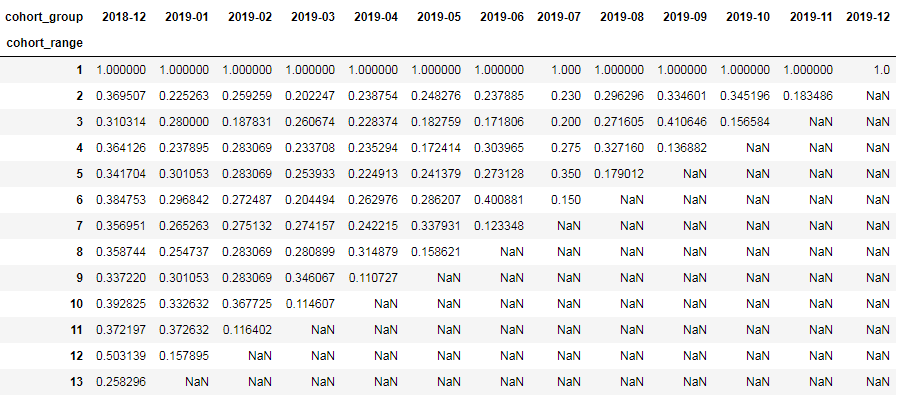 cohort_group 2018-12 2019-01 2019-02 2019-03 2019-04 2019-05 2019-06 2019-07 2019-08 2019-09 2019-10 2019-11 2019-12
cohort_range
1 1.000000 1.000000 1.000000 1.000000 1.000000 1.000000 1.000000 1.000 1.000000 1.000000 1.000000 1.000000 1.0
2 0.369507 0.225263 0.259259 0.202247 0.238754 0.248276 0.237885 0.230 0.296296 0.334601 0.345196 0.183486 NaN
3 0.310314 0.280000 0.187831 0.260674 0.228374 0.182759 0.171806 0.200 0.271605 0.410646 0.156584 NaN NaN
4 0.364126 0.237895 0.283069 0.233708 0.235294 0.172414 0.303965 0.275 0.327160 0.136882 NaN NaN NaN
5 0.341704 0.301053 0.283069 0.253933 0.224913 0.241379 0.273128 0.350 0.179012 NaN NaN NaN NaN
6 0.384753 0.296842 0.272487 0.204494 0.262976 0.286207 0.400881 0.150 NaN NaN NaN NaN NaN
7 0.356951 0.265263 0.275132 0.274157 0.242215 0.337931 0.123348 NaN NaN NaN NaN NaN NaN
8 0.358744 0.254737 0.283069 0.280899 0.314879 0.158621 NaN NaN NaN NaN NaN NaN NaN
9 0.337220 0.301053 0.283069 0.346067 0.110727 NaN NaN NaN NaN NaN NaN NaN NaN
10 0.392825 0.332632 0.367725 0.114607 NaN NaN NaN NaN NaN NaN NaN NaN NaN
11 0.372197 0.372632 0.116402 NaN NaN NaN NaN NaN NaN NaN NaN NaN NaN
12 0.503139 0.157895 NaN NaN NaN NaN NaN NaN NaN NaN NaN NaN NaN
13 0.258296 NaN NaN NaN NaN NaN NaN NaN NaN NaN NaN NaN NaN